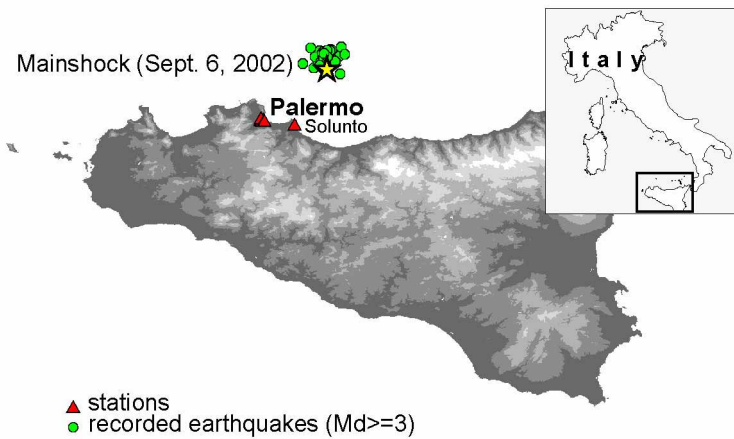 Italy
Mainshock (Sept. 6, 2002)
Palermo
Solunto
stations
recorded earthquakes (Md>=3)